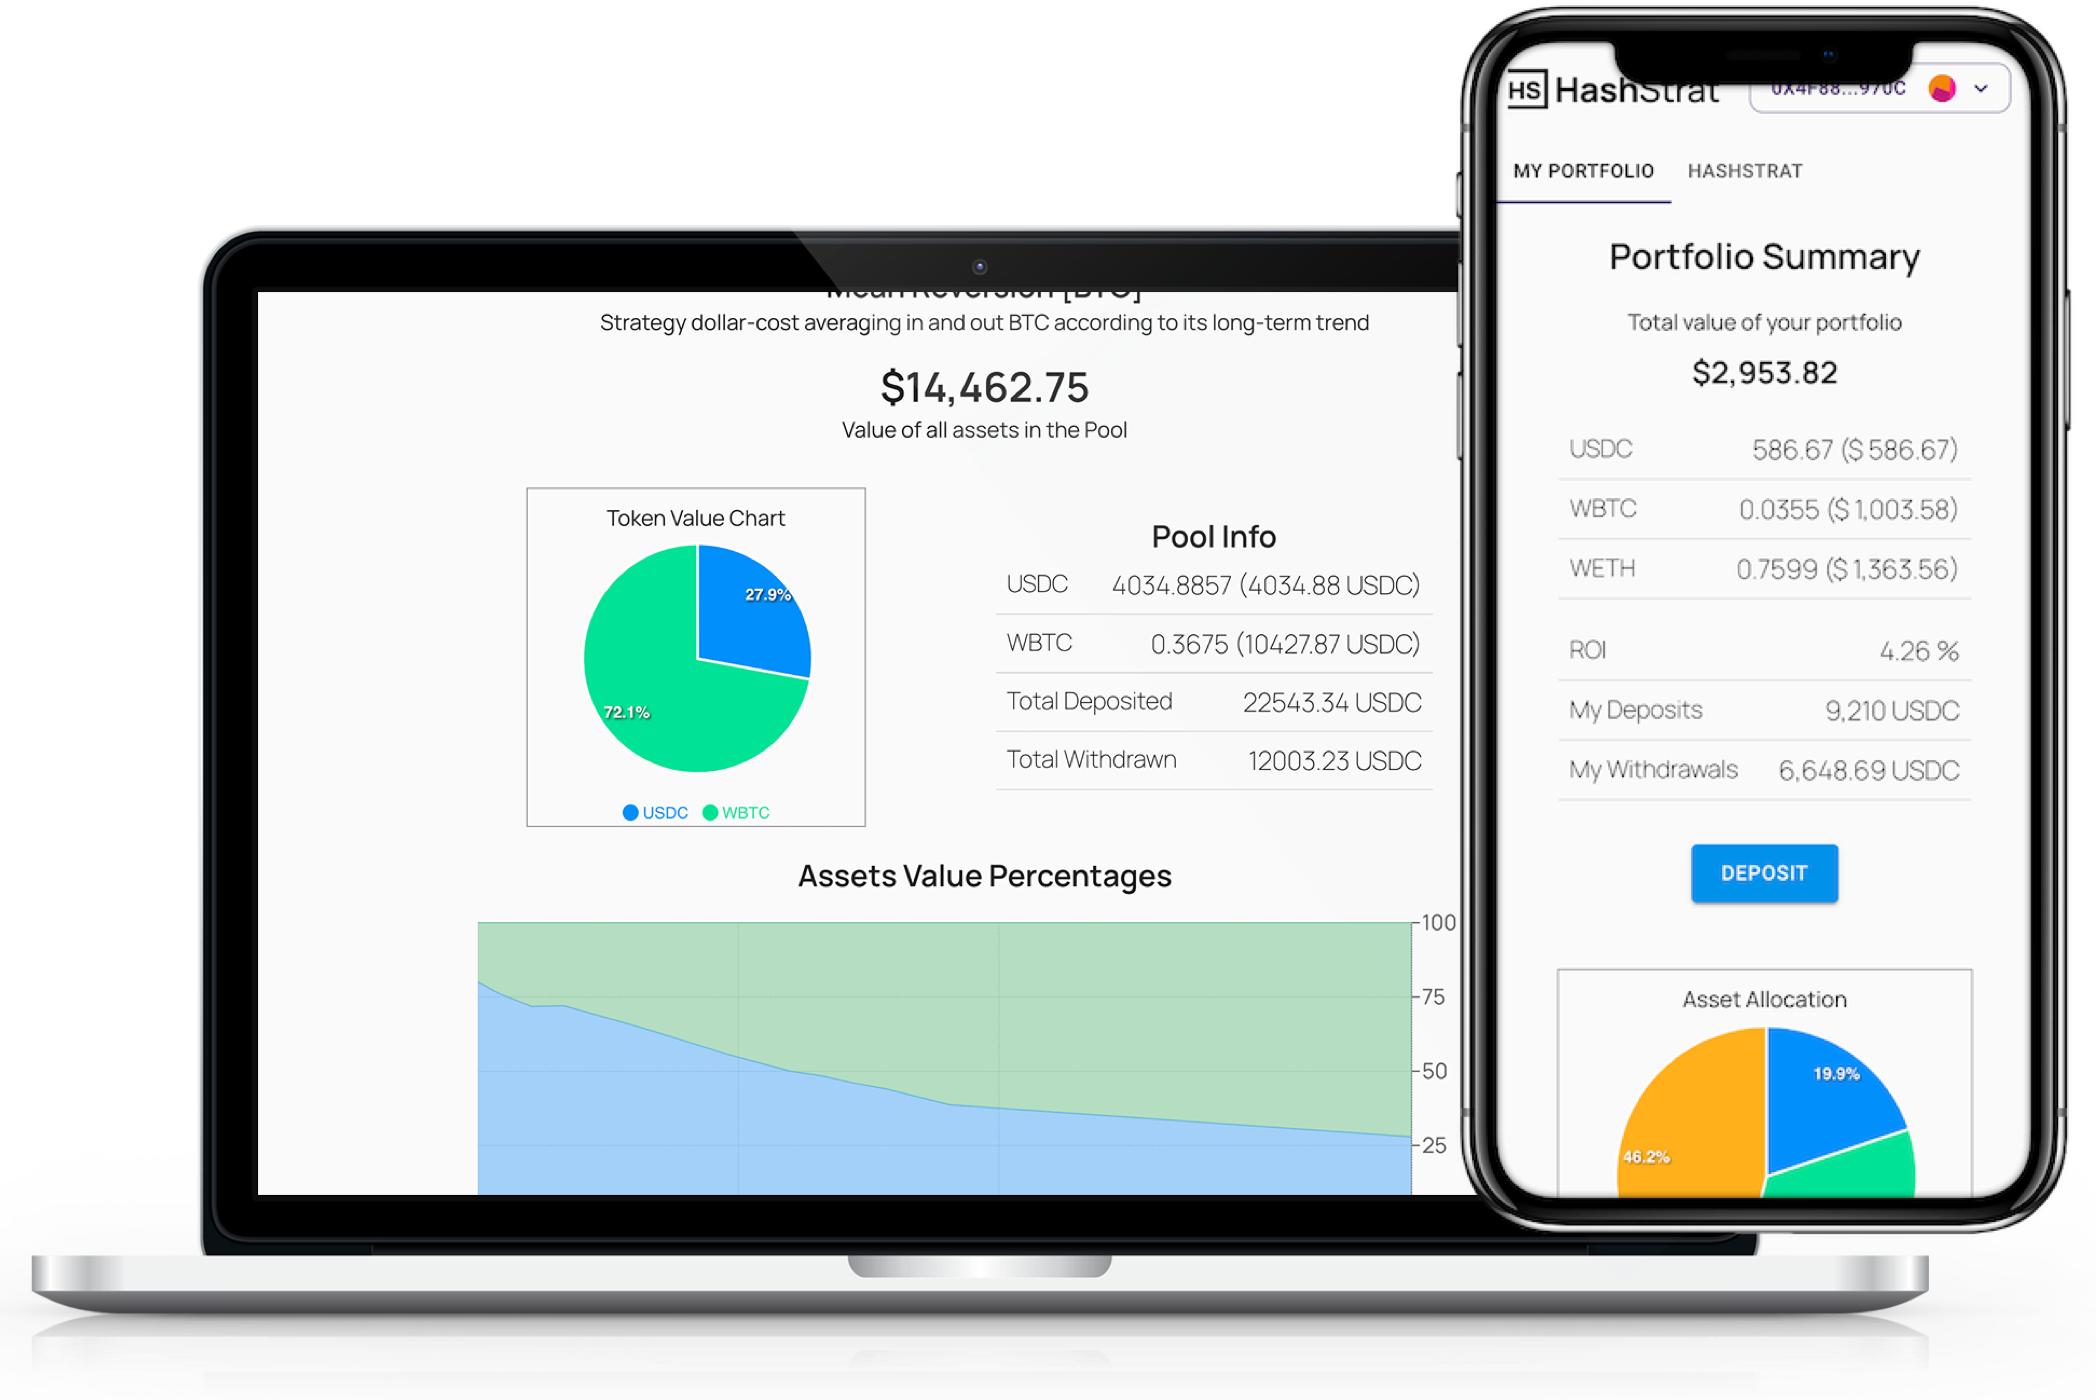 Mean Reversion [BTC]
Strategy dollar-cost averaging in and out BTC according to its long-term trend
$14,462.75
Value of all assets in the Pool
Token Value Chart
27.9%
72.1%
USDC WBTC
Pool Info
USDC 4034.8857 (4034.88 USDC)
WBTC 0.3675 (10427.87 USDC)
Total Deposited 22543.34 USDC
Total Withdrawn 12003.23 USDC
Assets Value Percentages
100
75
50
25
HS HashStrat 0X4F88...970C
MY PORTFOLIO HASHSTRAT
Portfolio Summary
Total value of your portfolio
$2,953.82
USDC 586.67 ($ 586.67)
WBTC 0.0355 ($ 1,003.58)
WETH 0.7599 ($ 1,363.56)
ROI 4.26 %
My Deposits 9,210 USDC
My Withdrawals 6,648.69 USDC
DEPOSIT
Asset Allocation
19.9%
46.2%